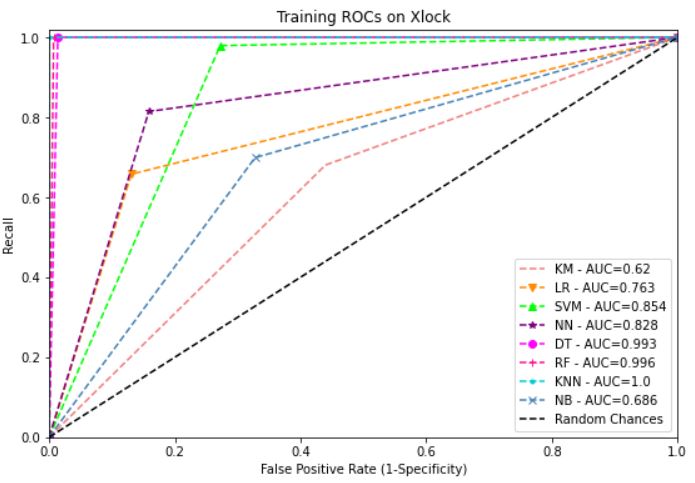 Training ROCs on Xlock
1.0
0.8
0.6
0.4
0.2
0.0
Recall
KM - AUC=0.62
LR - AUC=0.763
SVM - AUC=0.854
NN - AUC=0.828
DT - AUC=0.993
RF - AUC=0.996
KNN - AUC=1.0
NB - AUC=0.686
Random Chances
0.0 0.2 0.4 0.6 0.8 1.0
False Positive Rate (1-Specificity)